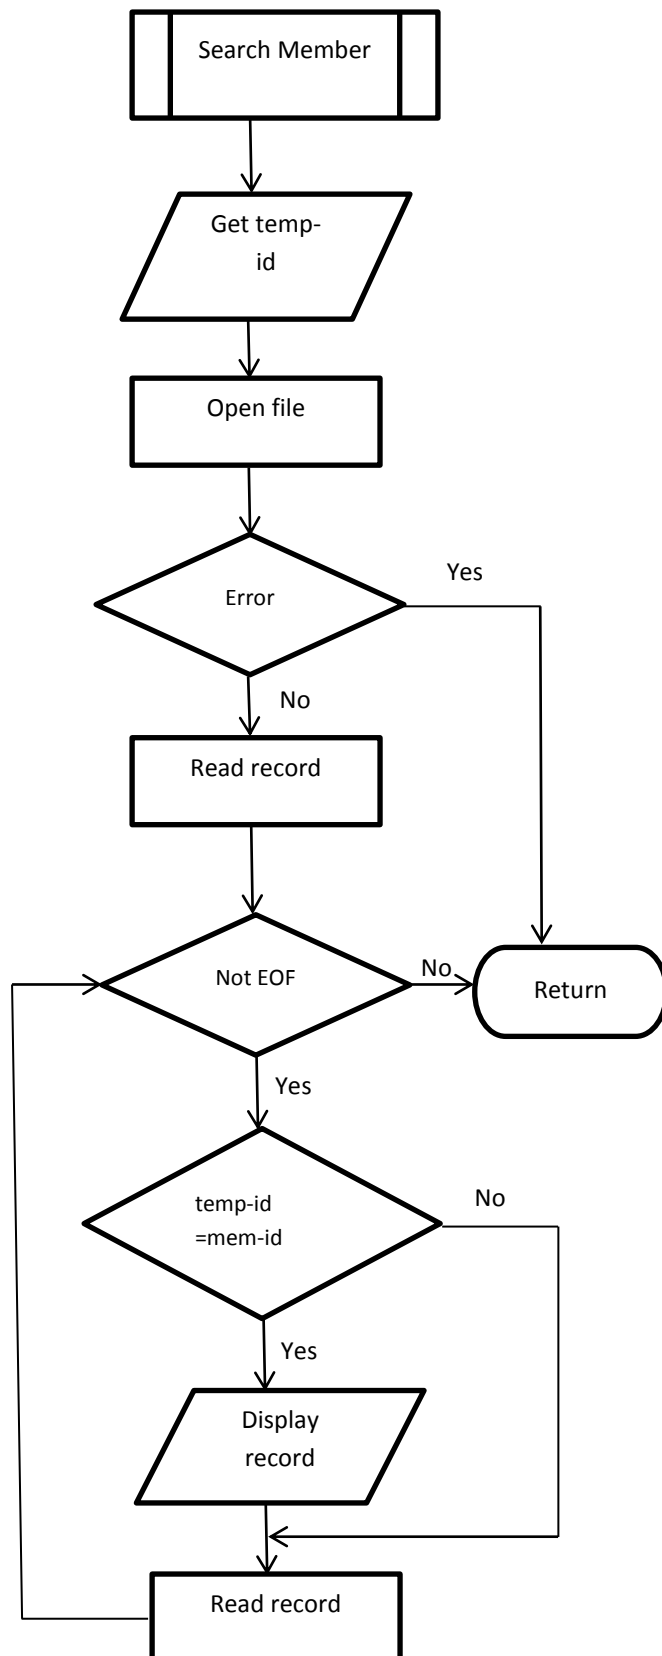 Search Member
Get temp-
id
Open file
Error
Yes
No
Read record
Not EOF
No
Return
Yes
temp-id
=mem-id
No
Yes
Display
record
Read record